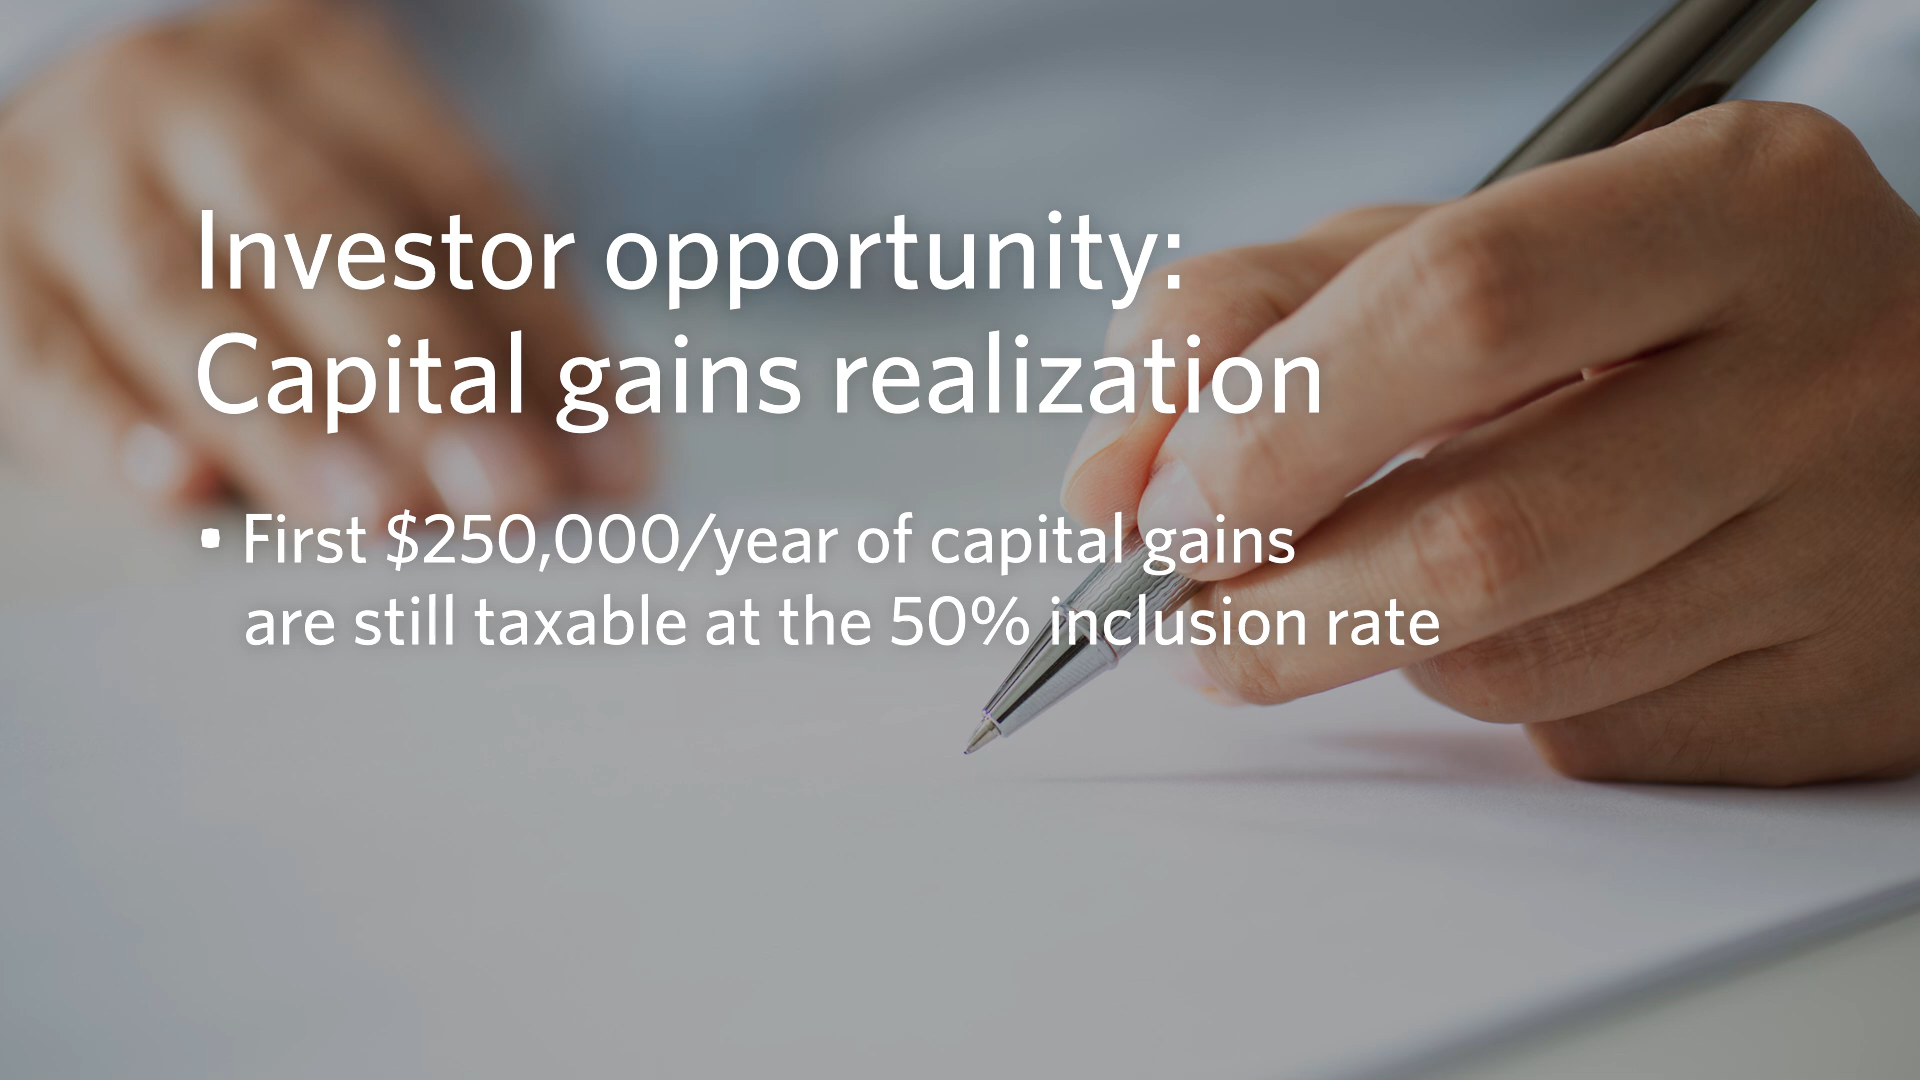 Investor opportunity:
Capital gains realization
• First $250,000/year of capital gains
are still taxable at the 50% inclusion rate